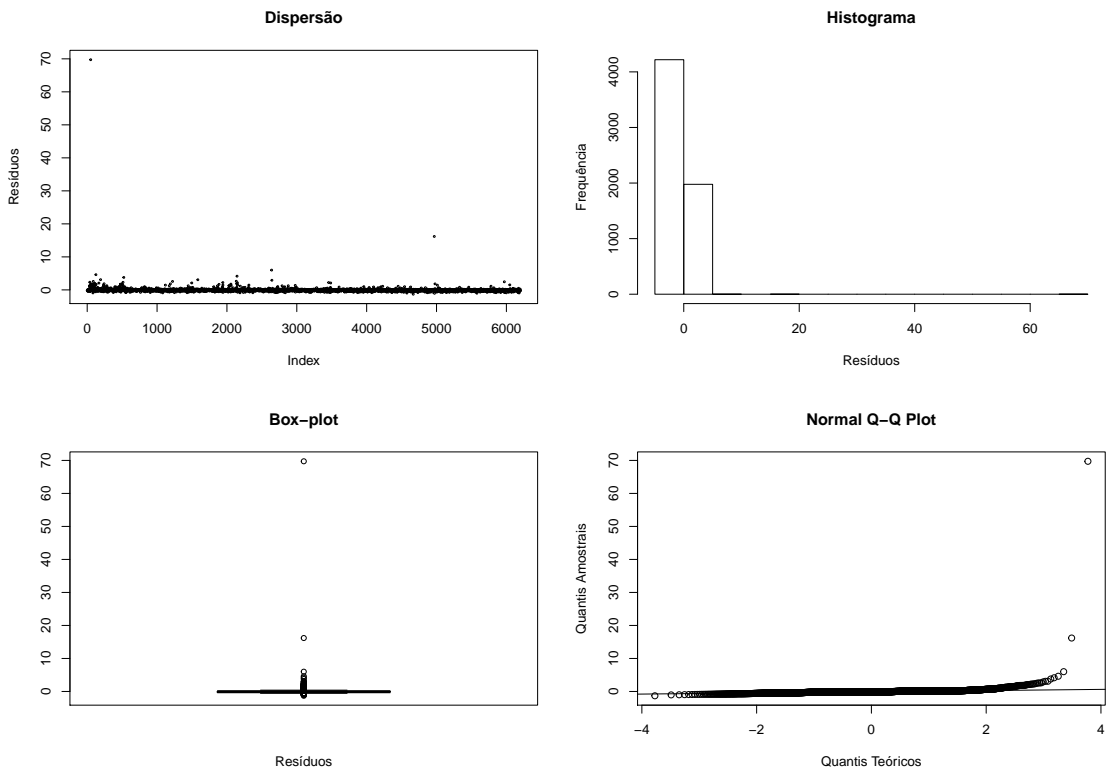 Dispersão
Resíduos
0 10 20 30 40 50 60 70
0 1000 2000 3000 4000 5000 6000
Index
Histograma
Frequência
0 1000 2000 3000 4000
0 20 40 60
Resíduos
Box−plot
0 10 20 30 40 50 60 70
Resíduos
Normal Q−Q Plot
Quantis Amostrais
0 10 20 30 40 50 60 70
−4 −2 0 2 4
Quantis Teóricos